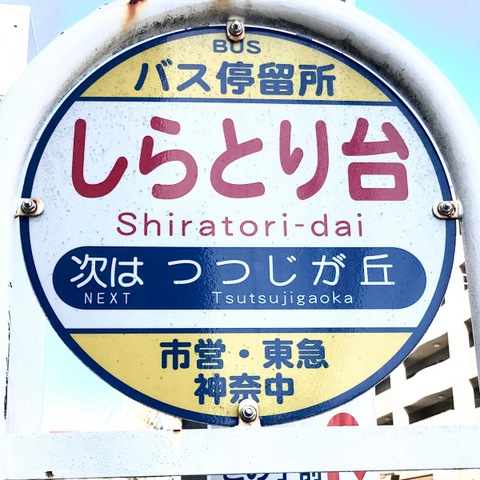 BUS
バス停留所
しらとり台
Shiratori-dai
次は つつじが丘
NEXT Tsutsujigaoka
市営・東急
神奈中